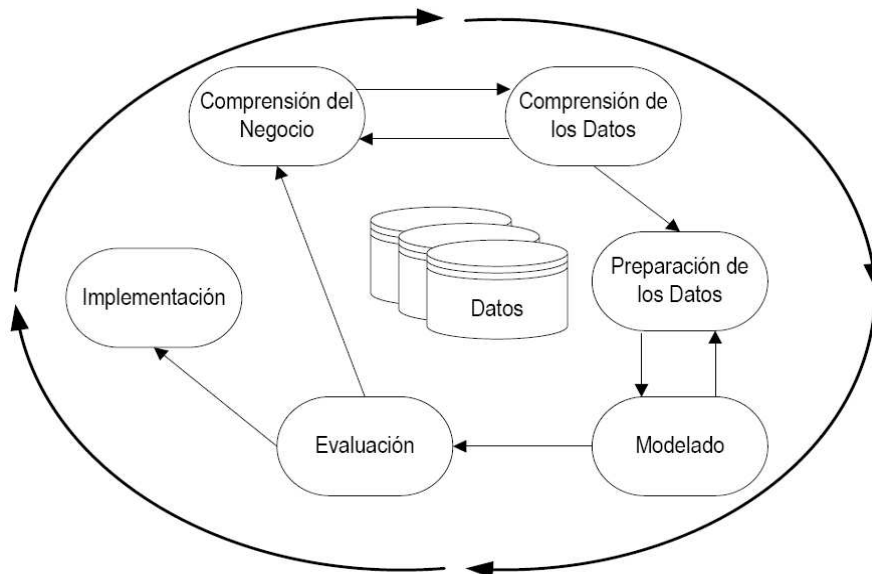 Comprensión del
Negocio
Comprensión de
los Datos
Preparación de
los Datos
Implementación
Datos
Evaluación
Modelado